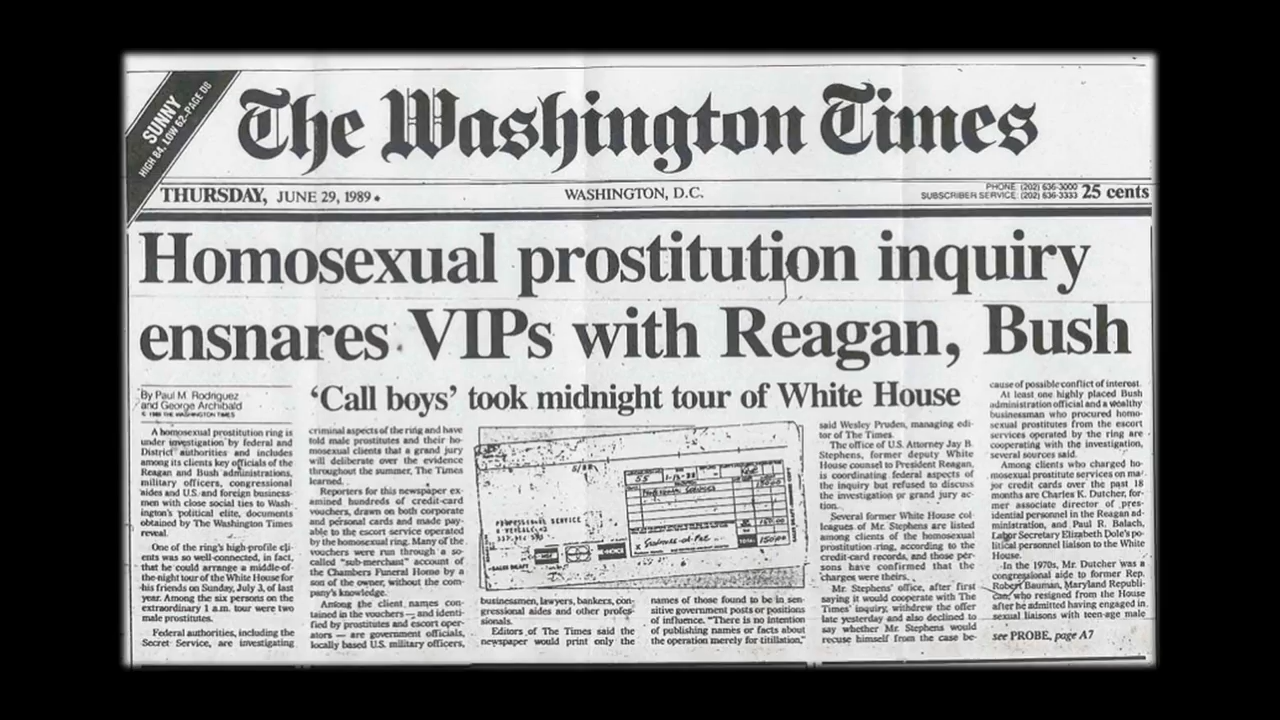 SUNNY
HIGH 84, LOW 62-PAGE D8
The Washington Times
THURSDAY, JUNE 29, 1989
WASHINGTON, D.C.
PHONE: (202) 636-3000
SUBSCRIBER SERVICE: (202) 636-3333
25 cents
Homosexual prostitution inquiry
ensnares VIPs with Reagan, Bush
'Call boys' took midnight tour of White House
By Paul M. Rodriguez
and George Archibald
© 1989 THE WASHINGTON TIMES
A homosexual prostitution ring is
under investigation by federal and
District authorities and includes
among its clients key officials of the
Reagan and Bush administrations,
military officers, congressional
aides and U.S. and foreign business-
men with close social ties to Wash-
ington's political elite, documents
obtained by The Washington Times
reveal.
One of the ring's high-profile cli-
ents was so well-connected, in fact,
that he could arrange a middle-of-
the-night tour of the White House for
his friends on Sunday, July 3, of last
year. Among the six persons on the
extraordinary 1 a.m. tour were two
male prostitutes.
Federal authorities, including the
Secret Service, are investigating
criminal aspects of the ring and have
told male prostitutes and their ho-
mosexual clients that a grand jury
will deliberate over the evidence
throughout the summer, The Times
learned.
Reporters for this newspaper ex-
amined hundreds of credit-card
vouchers, drawn on both corporate
and personal cards and made pay-
able to the escort service operated
by the homosexual ring. Many of the
vouchers were run through a so-
called "sub-merchant" account of
the Chambers Funeral Home by a
son of the owner, without the com-
pany's knowledge.
Among the client names con-
tained in the vouchers — and identi-
fied by prostitutes and escort oper-
ators — are government officials,
locally based U.S. military officers,
PROFESSIONAL SERVICE
SALES DRAFT
Professional Services
150.00
TOTAL
150.00
businessmen, lawyers, bankers, con-
gressional aides and other profes-
sionals.
Editors of The Times said the
newspaper would print only the
names of those found to be in sen-
sitive government posts or positions
of influence. "There is no intention
of publishing names or facts about
the operation merely for titillation,"
said Wesley Pruden, managing edi-
tor of The Times.
The office of U.S. Attorney Jay B.
Stephens, former deputy White
House counsel to President Reagan,
is coordinating federal aspects of
the inquiry but refused to discuss
the investigation or grand jury ac-
tion.
Several former White House col-
leagues of Mr. Stephens are listed
among clients of the homosexual
prostitution ring, according to the
credit-card records, and those per-
sons have confirmed that the
charges were theirs.
Mr. Stephens' office, after first
saying it would cooperate with The
Times' inquiry, withdrew the offer
late yesterday and also declined to
say whether Mr. Stephens would
recuse himself from the case be-
cause of possible conflict of interest.
At least one highly placed Bush
administration official and a wealthy
businessman who procured homo-
sexual prostitutes from the escort
services operated by the ring are
cooperating with the investigation,
several sources said.
Among clients who charged ho-
mosexual prostitute services on ma-
jor credit cards over the past 18
months are Charles K. Dutcher, for-
mer associate director of pres-
idential personnel in the Reagan ad-
ministration, and Paul R. Balach,
Labor Secretary Elizabeth Dole's po-
litical personnel liaison to the White
House.
In the 1970s, Mr. Dutcher was a
congressional aide to former Rep.
Robert Bauman, Maryland Republi-
can, who resigned from the House
after he admitted having engaged in
sexual liaisons with teen-age male
see PROBE, page A7